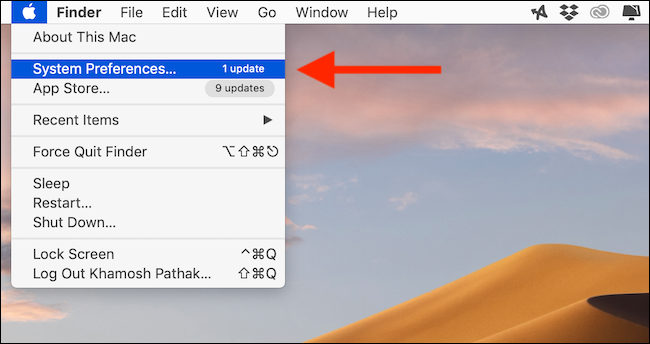 Finder File Edit View Go Window Help
About This Mac
System Preferences... 1 update
App Store... 9 updates
Recent Items ▶
Force Quit Finder ⌥⇧⌘⎋
Sleep
Restart...
Shut Down...
Lock Screen ^⌘Q
Log Out Khamosh Pathak... ⇧⌘Q